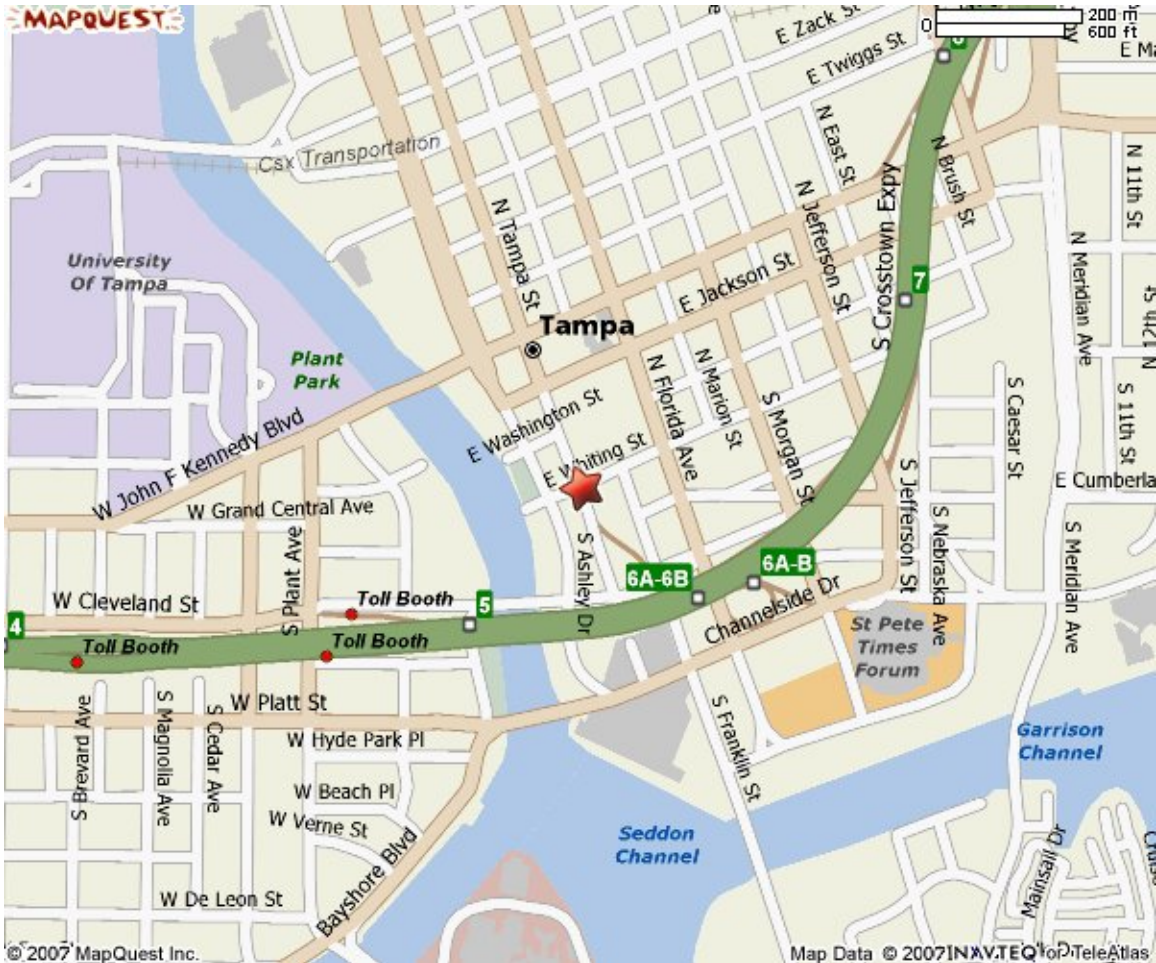 MAPQUEST
0
200 m
600 ft
E Zack St
E Twiggs St
Csx Transportation
N East St
N Brush St
N 11th St
N Tampa St
N Jefferson St
S Crosstown Expy
N Meridian Ave
N 12th St
University
Of Tampa
E Jackson St
7
Tampa
Plant
Park
N Florida Ave
N Marion St
S Morgan St
S Caesar St
S 11th St
E Washington St
E Whiting St
W John F Kennedy Blvd
W Grand Central Ave
S Plant Ave
S Ashley Dr
S Jefferson St
S Nebraska Ave
S Meridian Ave
6A-6B
6A-B
W Cleveland St
Toll Booth
5
4
Toll Booth
Toll Booth
Channelside Dr
St Pete
Times
Forum
S Brevard Ave
S Magnolia Ave
S Cedar Ave
W Platt St
W Hyde Park Pl
S Franklin St
Garrison
Channel
W Beach Pl
W Verne St
Seddon
Channel
Bayshore Blvd
Mainsail Dr
W De Leon St
© 2007 MapQuest Inc.
Map Data © 2007 NAVTEQ or TeleAtlas